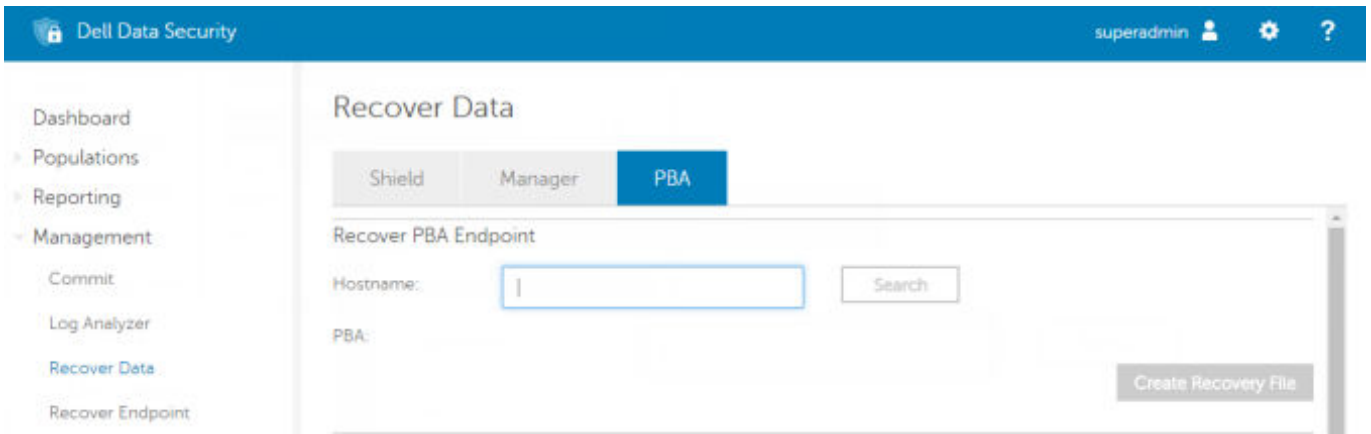 Dell Data Security
superadmin
?
Dashboard
Populations
Reporting
Management
Commit
Log Analyzer
Recover Data
Recover Endpoint
Recover Data
Shield
Manager
PBA
Recover PBA Endpoint
Hostname:
Search
PBA:
Create Recovery File